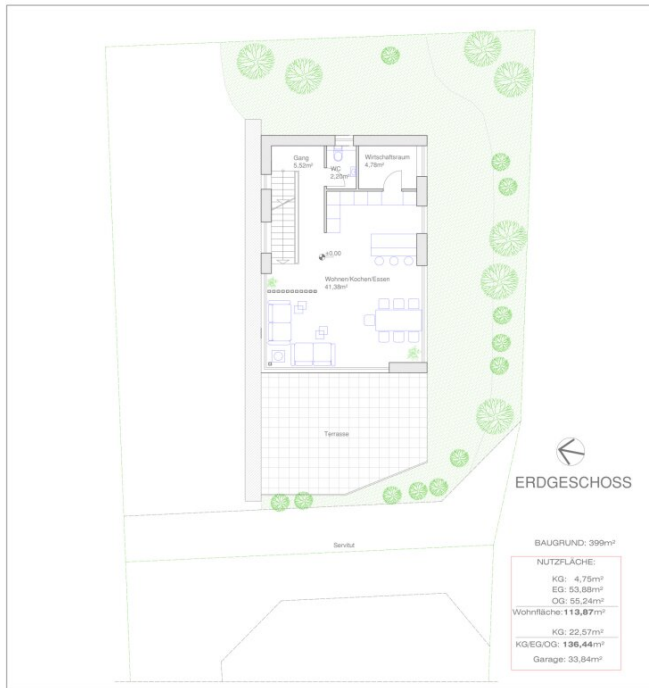 Gang
5,52m²
WC
2,20m²
Wirtschaftsraum
4,78m²
±0,00
Wohnen/Kochen/Essen
41,38m²
Terrasse
ERDGESCHOSS
Servitut
BAUGRUND: 399m²
NUTZFLÄCHE:
KG: 4,75m²
EG: 53,88m²
OG: 55,24m²
Wohnfläche: 113,87m²
KG: 22,57m²
KG/EG/OG: 136,44m²
Garage: 33,84m²